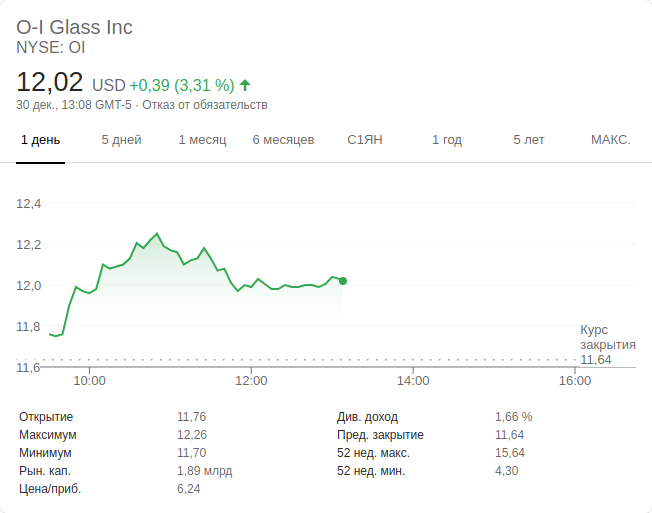 O-I Glass Inc
NYSE: OI
12,02 USD +0,39 (3,31 %)
30 дек., 13:08 GMT-5 · Отказ от обязательств
1 день 5 дней 1 месяц 6 месяцев С1ЯН 1 год 5 лет МАКС.
12,4
12,2
12,0
11,8
11,6
Курс
закрытия
11,64
10:00 12:00 14:00 16:00
Открытие 11,76 Див. доход 1,66 %
Максимум 12,26 Пред. закрытие 11,64
Минимум 11,70 52 нед. макс. 15,64
Рын. кап. 1,89 млрд 52 нед. мин. 4,30
Цена/приб. 6,24